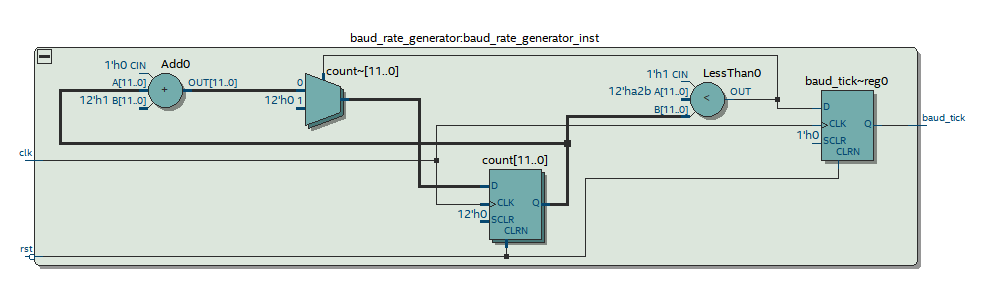 baud_rate_generator:baud_rate_generator_inst
Add0
1'h0 CIN
A[11..0]
12'h1 B[11..0]
+
OUT[11..0]
count~[11..0]
0
12'h0 1
1'h1 CIN
LessThan0
12'ha2b A[11..0]
B[11..0]
<
OUT
baud_tick~reg0
D
CLK
1'h0 SCLR
CLRN
Q
baud_tick
clk
count[11..0]
D
CLK
12'h0 SCLR
CLRN
Q
rst